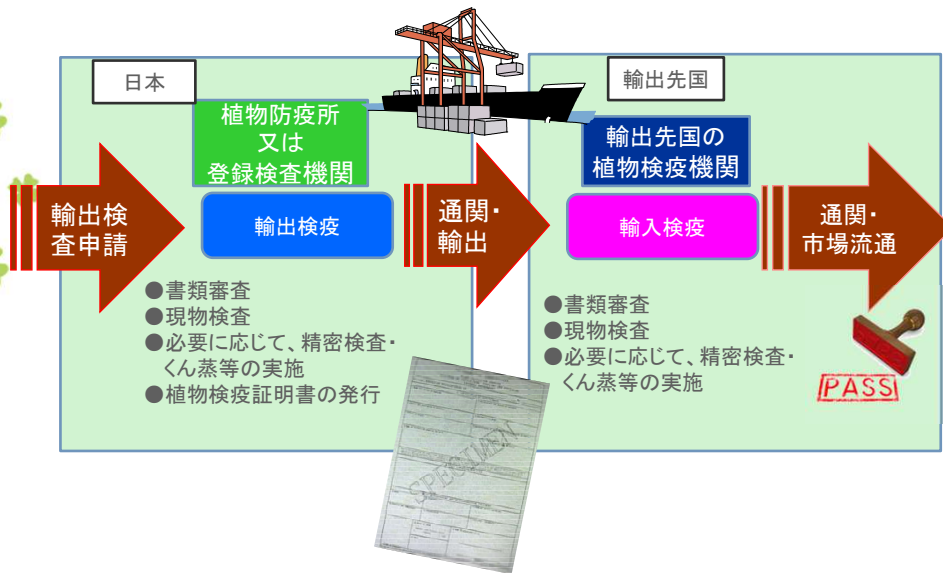 日本
輸出先国
植物防疫所
又は
登録検査機関
輸出先国の
植物検疫機関
輸出検
査申請
輸出検疫
通関・
輸出
輸入検疫
通関・
市場流通
●書類審査
●現物検査
●必要に応じて、精密検査・
くん蒸等の実施
●植物検疫証明書の発行
●書類審査
●現物検査
●必要に応じて、精密検査・
くん蒸等の実施
PASS
SPECIMEN